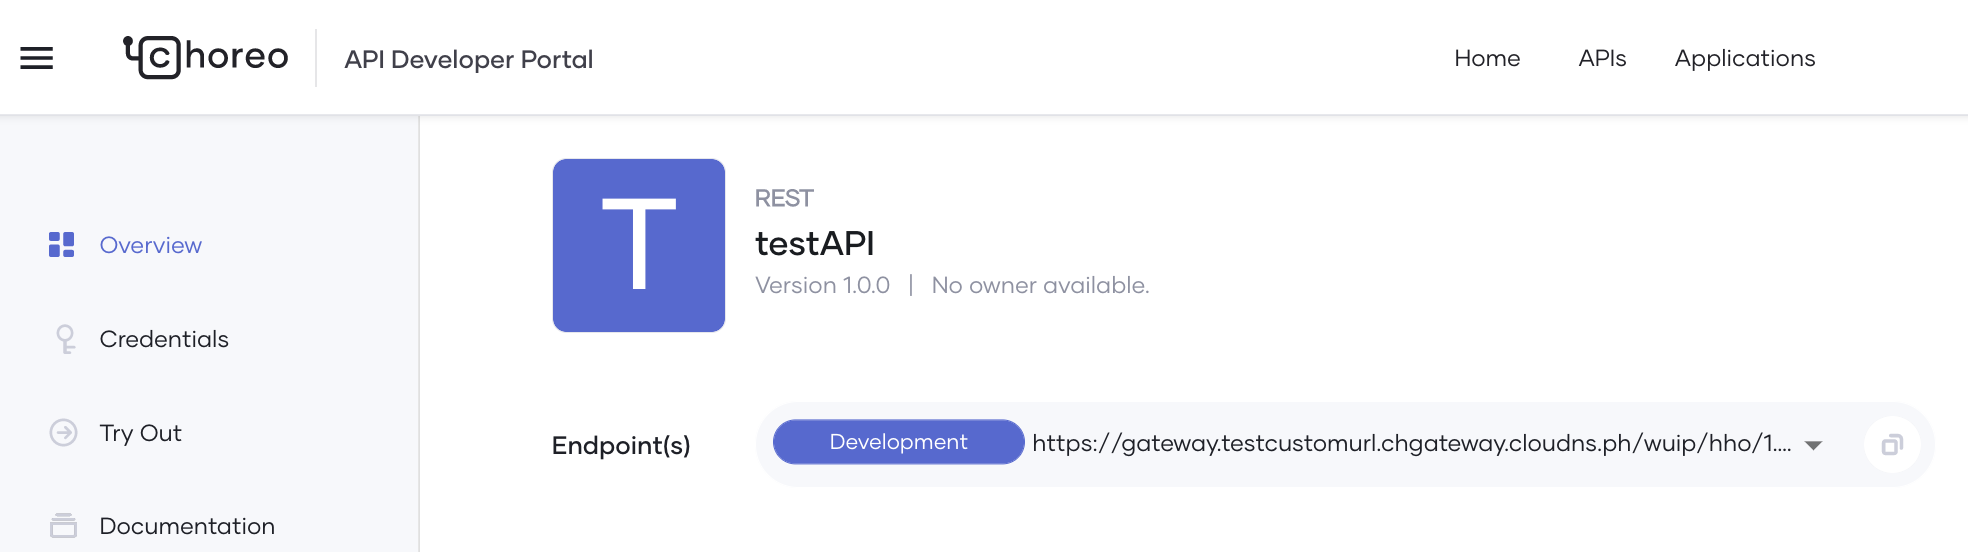 choreo API Developer Portal Home APIs Applications
T
REST
testAPI
Version 1.0.0 | No owner available.
Overview
Credentials
Try Out
Documentation
Endpoint(s) Development https://gateway.testcustomurl.chgateway.cloudns.ph/wuip/hho/1....